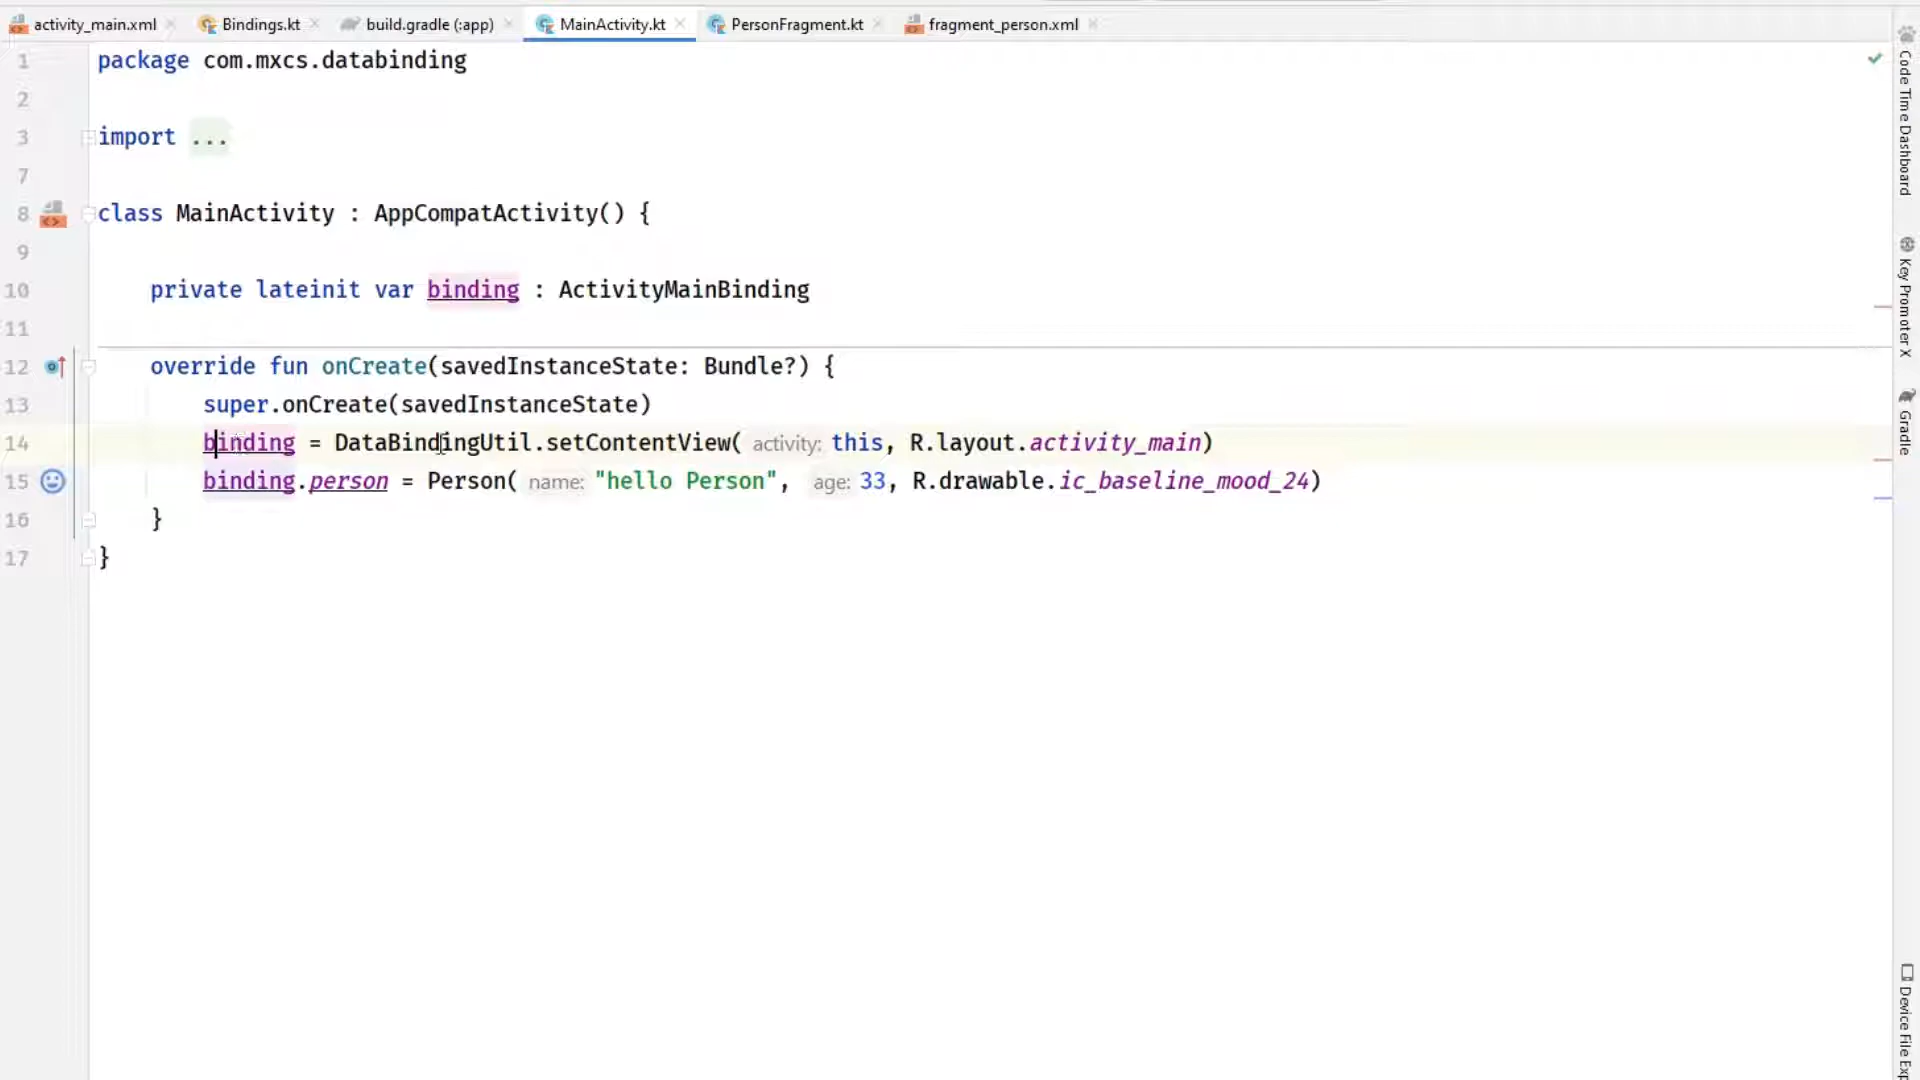 activity_main.xml Bindings.kt build.gradle (:app) MainActivity.kt PersonFragment.kt fragment_person.xml
1 package com.mxcs.databinding
2
3 import ...
7
8 class MainActivity : AppCompatActivity() {
9
10 private lateinit var binding : ActivityMainBinding
11
12 override fun onCreate(savedInstanceState: Bundle?) {
13 super.onCreate(savedInstanceState)
14 binding = DataBindingUtil.setContentView( activity: this, R.layout.activity_main)
15 binding.person = Person( name: "hello Person", age: 33, R.drawable.ic_baseline_mood_24)
16 }
17 }
Code Time Dashboard
Key Promoter X
Gradle
Device File Exp